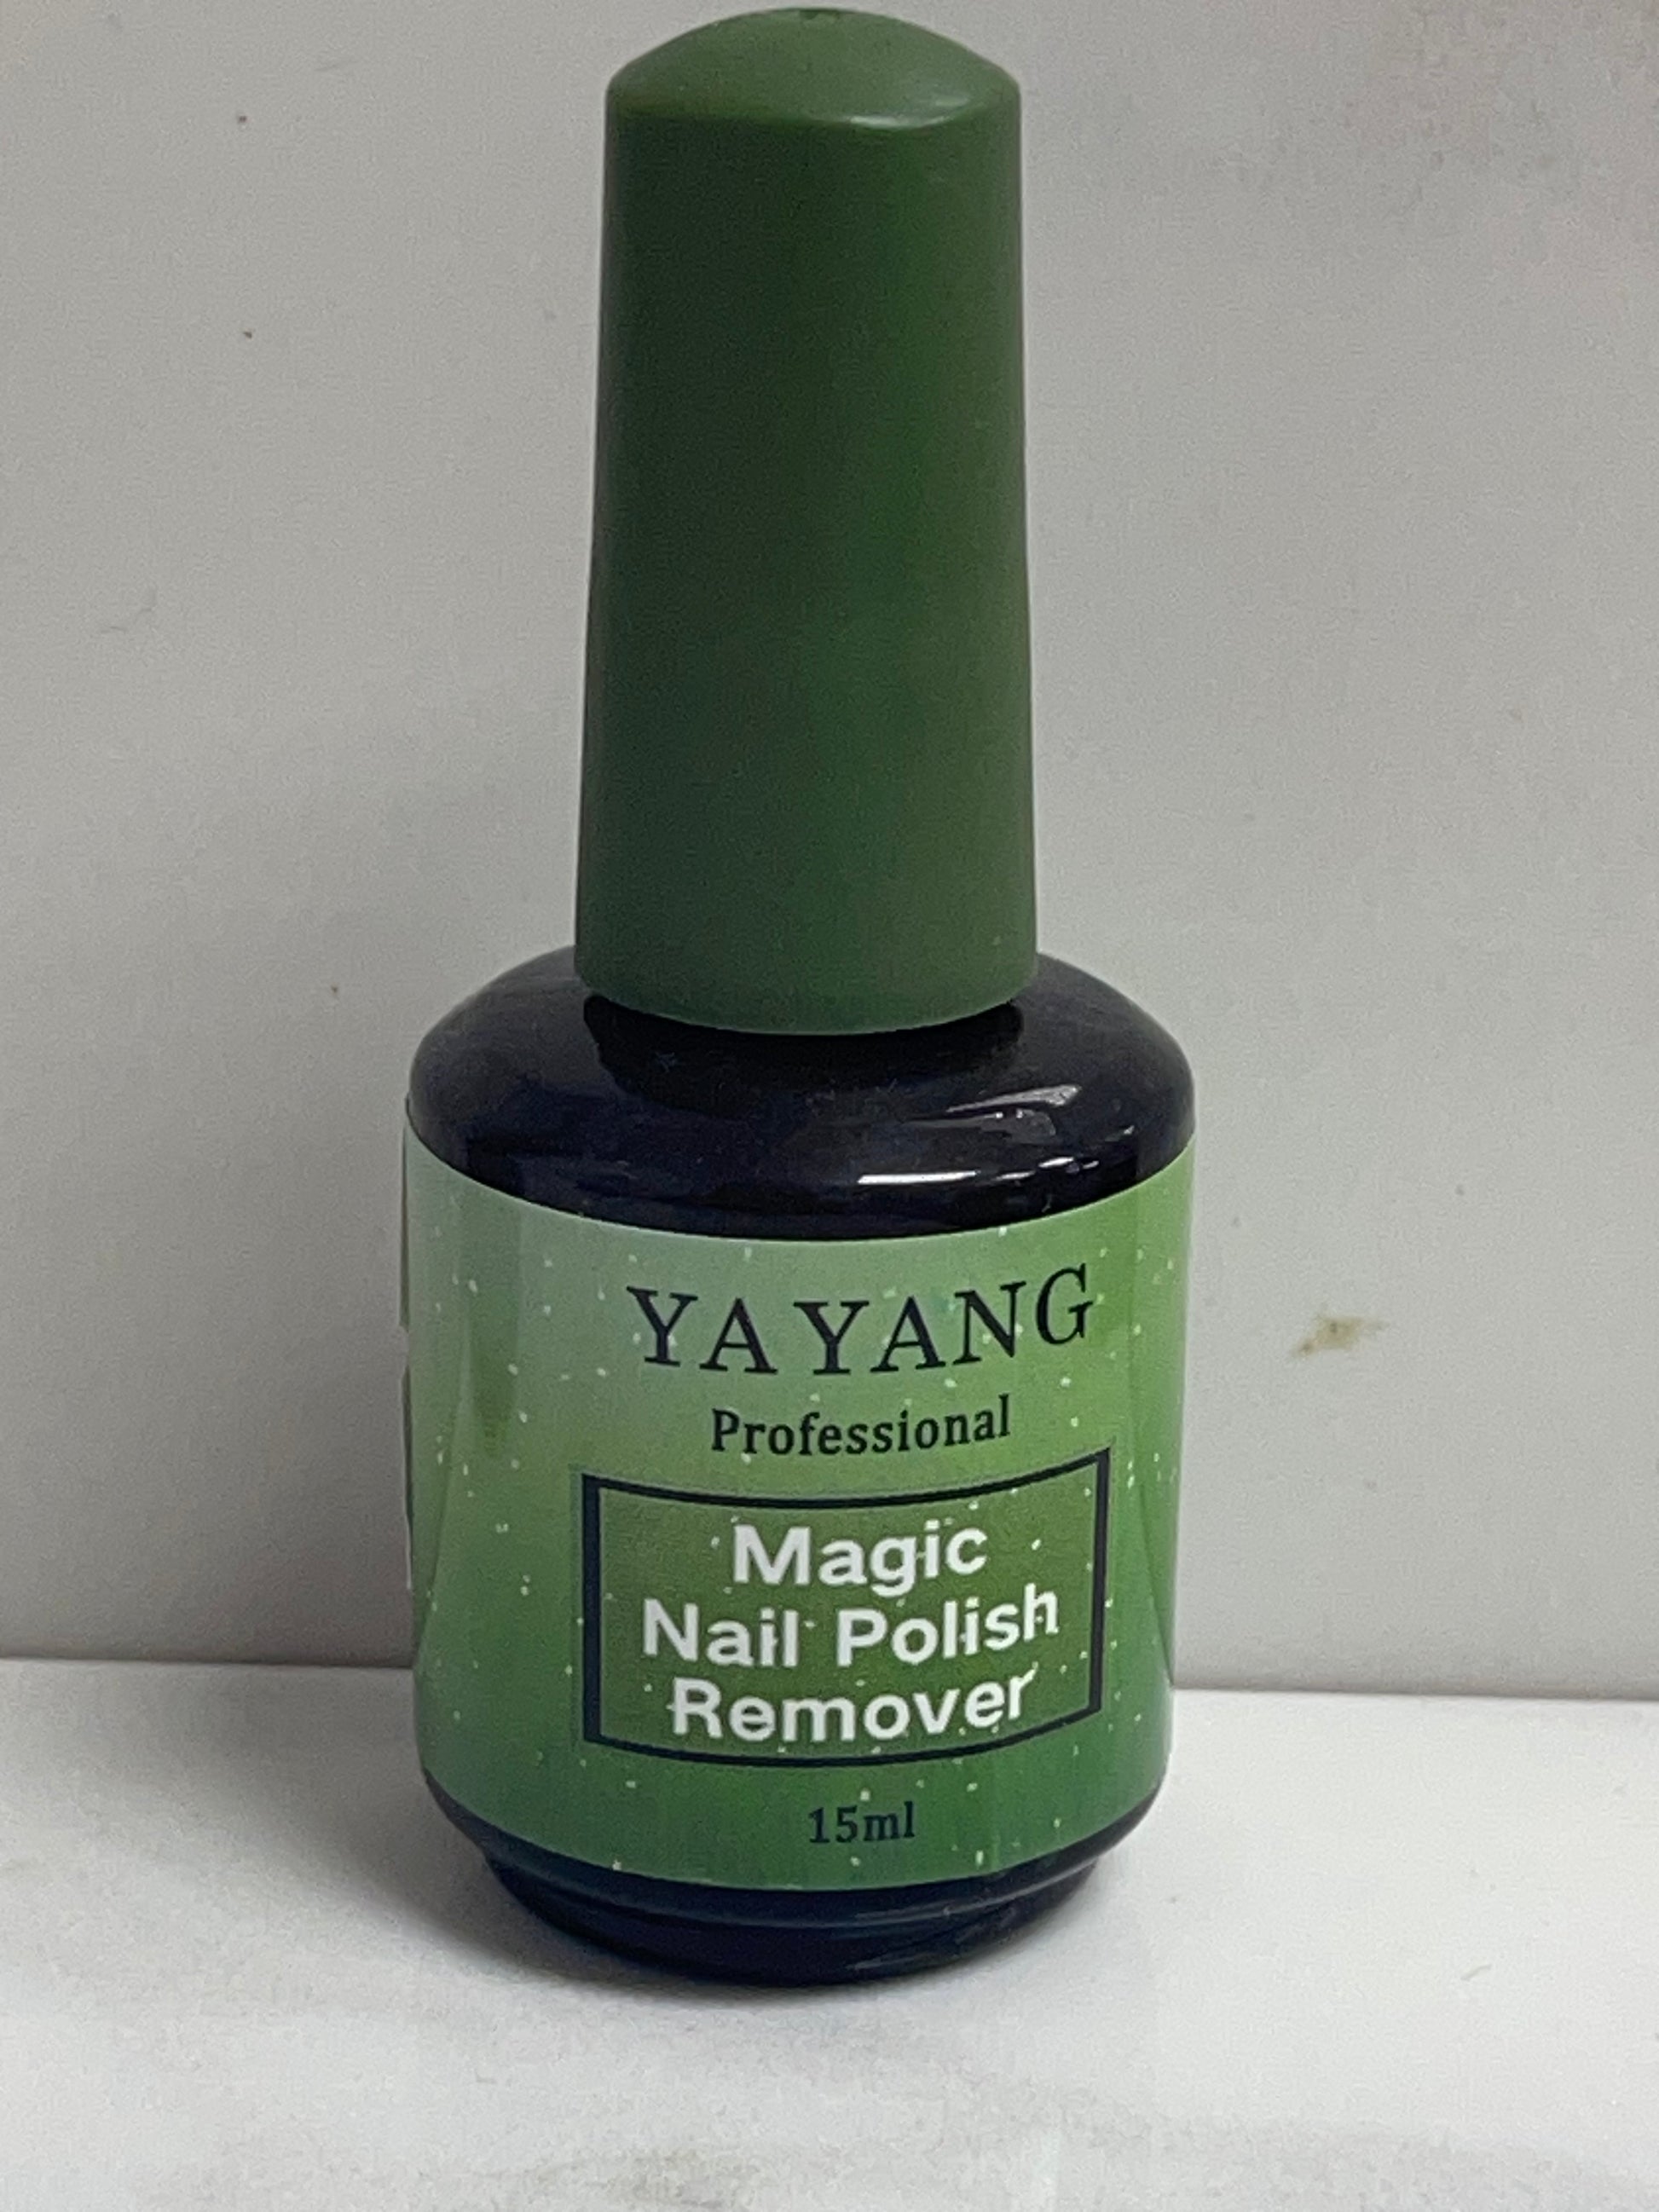 YAYANG
Professional
Magic
Nail Polish
Remover
15ml